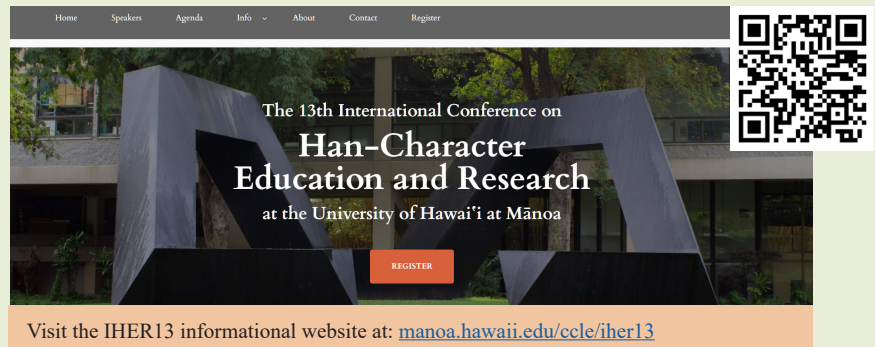 Home Speakers Agenda Info About Contact Register
The 13th International Conference on
Han-Character
Education and Research
at the University of Hawaiʻi at Mānoa
REGISTER
Visit the IHER13 informational website at: manoa.hawaii.edu/ccle/iher13